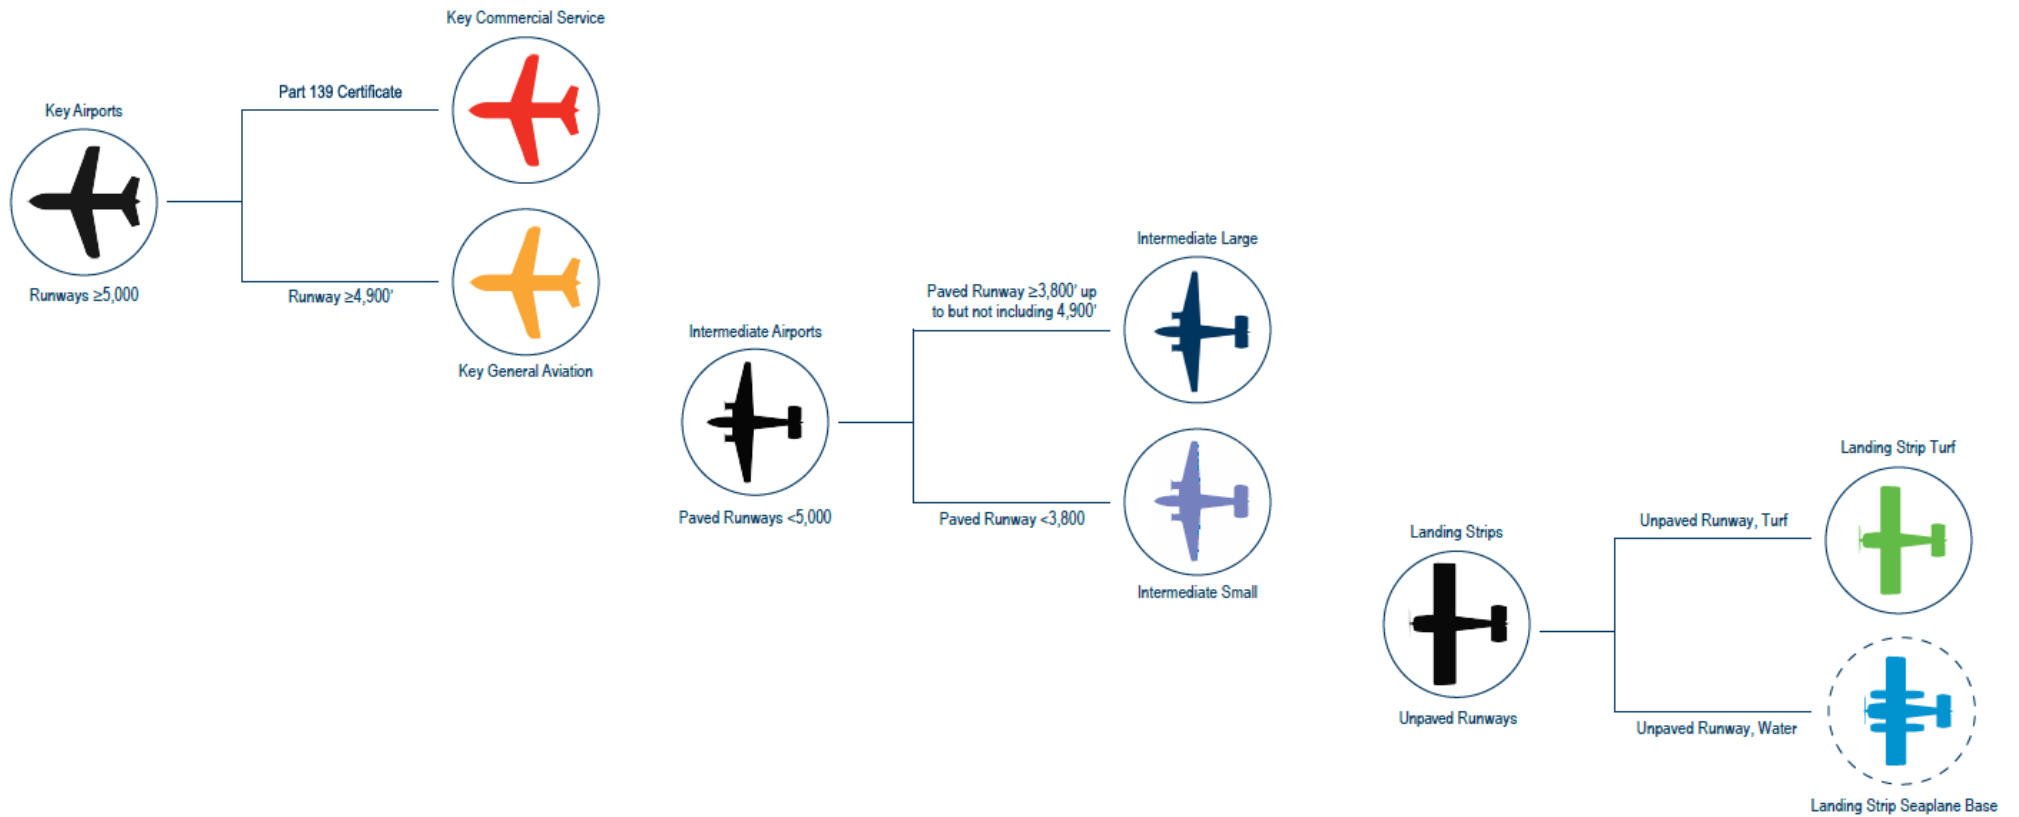 Key Commercial Service
Part 139 Certificate
Key Airports
Runways ≥5,000
Runway ≥4,900'
Key General Aviation
Intermediate Large
Paved Runway ≥3,800' up
to but not including 4,900'
Intermediate Airports
Paved Runways <5,000
Paved Runway <3,800
Intermediate Small
Landing Strip Turf
Unpaved Runway, Turf
Landing Strips
Unpaved Runways
Unpaved Runway, Water
Landing Strip Seaplane Base